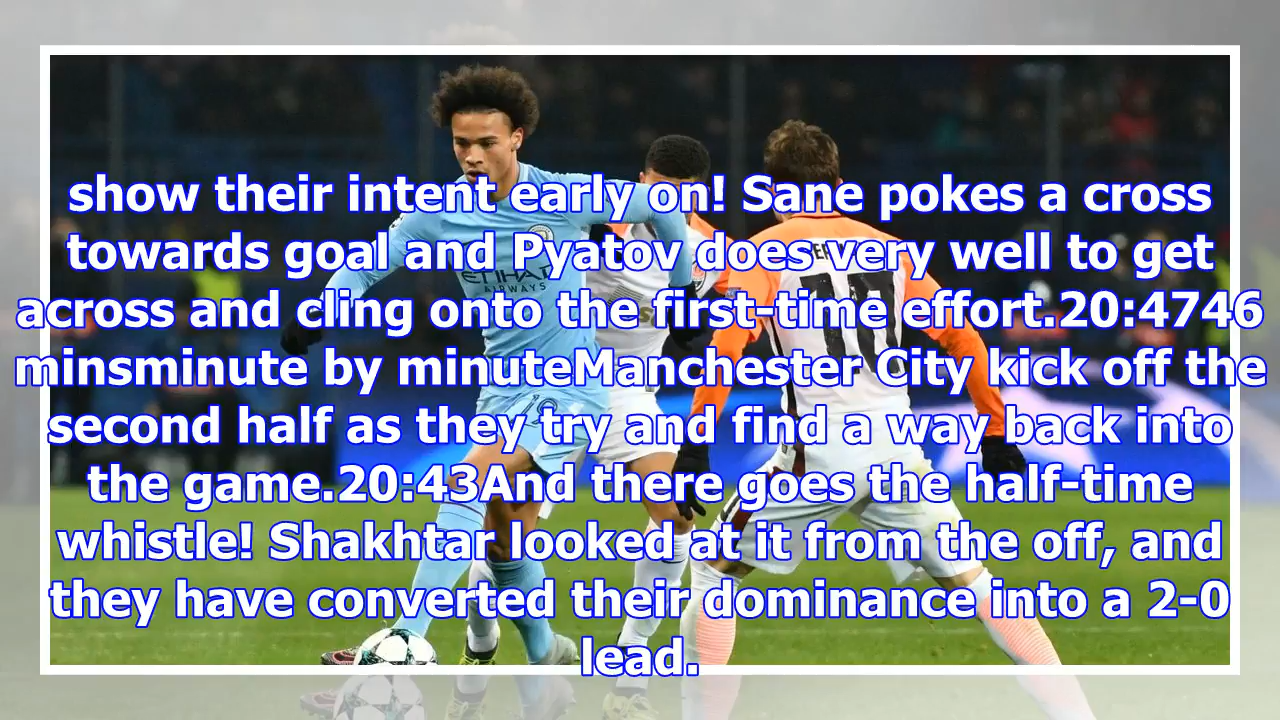 show their intent early on! Sane pokes a cross
towards goal and Pyatov does very well to get
across and cling onto the first-time effort.20:4746
minsminute by minuteManchester City kick off the
second half as they try and find a way back into
the game.20:43And there goes the half-time
whistle! Shakhtar looked at it from the off, and
they have converted their dominance into a 2-0
lead.
ETIHAD
AIRWAYS
19